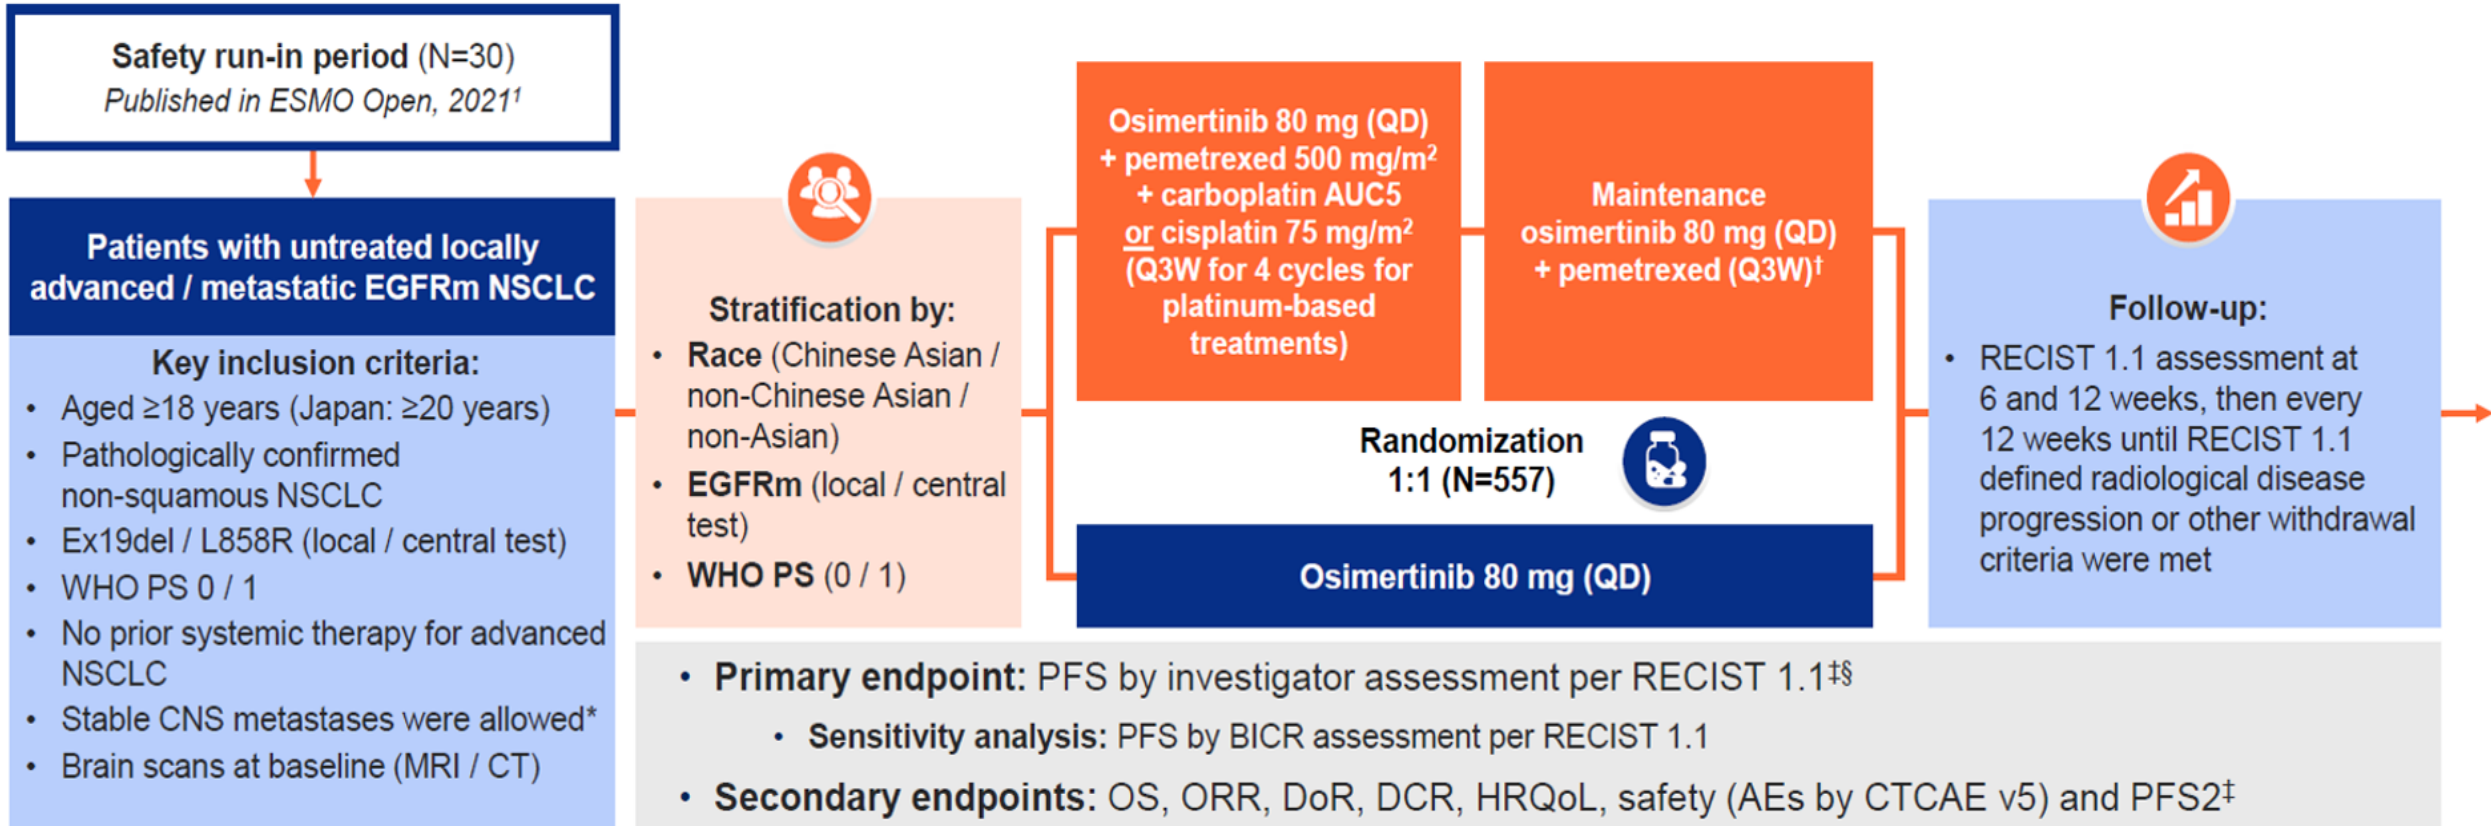 Safety run-in period (N=30)
Published in ESMO Open, 2021¹
Patients with untreated locally
advanced / metastatic EGFRm NSCLC
Key inclusion criteria:
• Aged ≥18 years (Japan: ≥20 years)
• Pathologically confirmed
non-squamous NSCLC
• Ex19del / L858R (local / central test)
• WHO PS 0 / 1
• No prior systemic therapy for advanced
NSCLC
• Stable CNS metastases were allowed*
• Brain scans at baseline (MRI / CT)
Stratification by:
• Race (Chinese Asian /
non-Chinese Asian /
non-Asian)
• EGFRm (local / central
test)
• WHO PS (0 / 1)
Osimertinib 80 mg (QD)
+ pemetrexed 500 mg/m²
+ carboplatin AUC5
or cisplatin 75 mg/m²
(Q3W for 4 cycles for
platinum-based
treatments)
Maintenance
osimertinib 80 mg (QD)
+ pemetrexed (Q3W)†
Randomization
1:1 (N=557)
Osimertinib 80 mg (QD)
Follow-up:
• RECIST 1.1 assessment at
6 and 12 weeks, then every
12 weeks until RECIST 1.1
defined radiological disease
progression or other withdrawal
criteria were met
• Primary endpoint: PFS by investigator assessment per RECIST 1.1‡§
• Sensitivity analysis: PFS by BICR assessment per RECIST 1.1
• Secondary endpoints: OS, ORR, DoR, DCR, HRQoL, safety (AEs by CTCAE v5) and PFS2‡